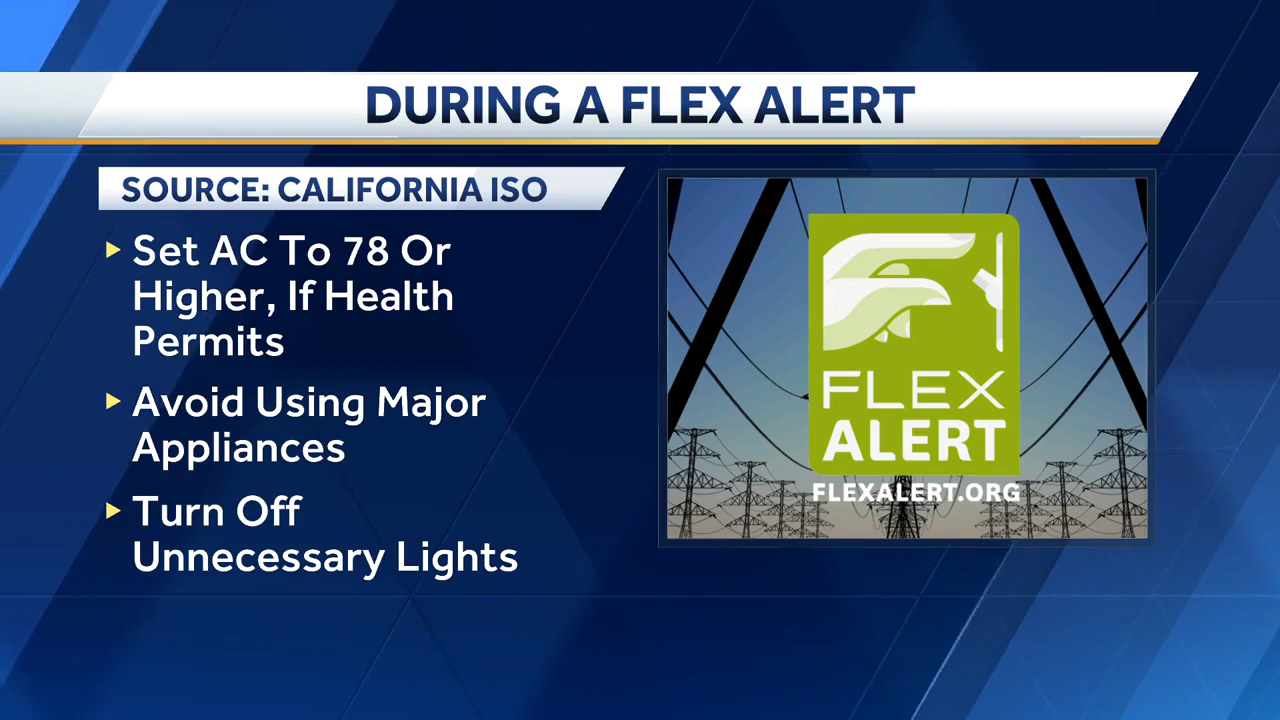 DURING A FLEX ALERT
SOURCE: CALIFORNIA ISO
Set AC To 78 Or
Higher, If Health
Permits
Avoid Using Major
Appliances
Turn Off
Unnecessary Lights
FLEX
ALERT
FLEXALERT.ORG